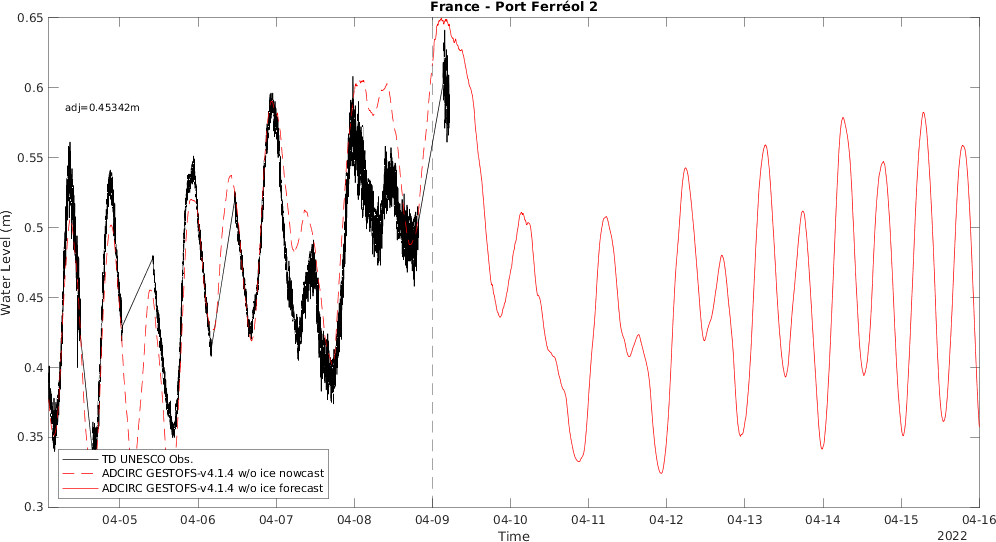 France - Port Ferréol 2
0.65
0.6
0.55
0.5
0.45
0.4
0.35
0.3
Water Level (m)
adj=0.45342m
TD UNESCO Obs.
ADCIRC GESTOFS-v4.1.4 w/o ice nowcast
ADCIRC GESTOFS-v4.1.4 w/o ice forecast
04-05 04-06 04-07 04-08 04-09 04-10 04-11 04-12 04-13 04-14 04-15 04-16
Time
2022